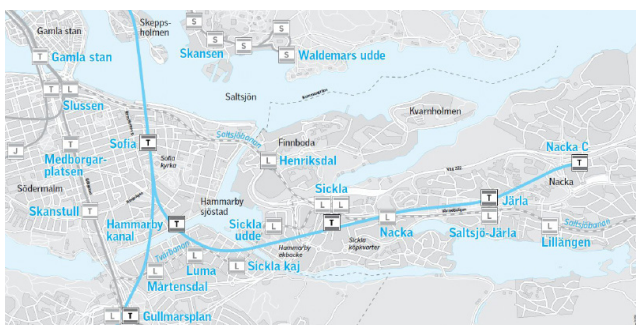 Skepps-
holmen
Gamla stan
T
Gamla stan
S
S
S
S
Skansen
Waldemars udde
T
L
Slussen
Saltsjön
Kvarnholmen
Saltsjöbanan
Sofia
T
Finnboda
L
Henriksdal
J
T
Medborgar-
platsen
Sofia
kyrka
Nacka C
T
Nacka
Södermalm
Sickla
L
L
T
Järla
Skanstull
T
Hammarby
sjöstad
Hammarby
kanal
T
Sickla
udde
L
T
L
Nacka
L
Saltsjö-Järla
L
Lillängen
Saltsjöbanan
Tvärbanan
L
Luma
Hammarby
ekbacke
Sickla
köpkvarter
L
Sickla kaj
L
Mårtensdal
L
T
Gullmarsplan